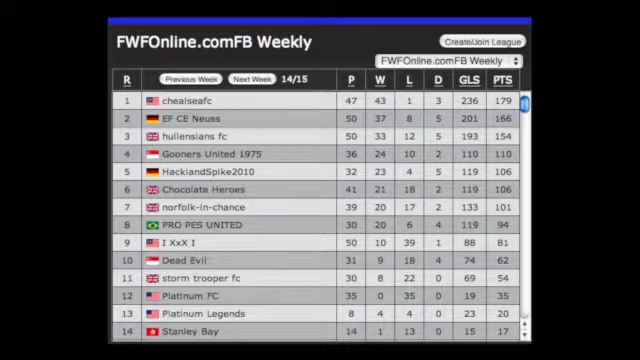 FWFOnline.comFB Weekly
Create/Join League
FWFOnline.comFB Weekly
R Previous Week Next Week 14/15 P W L D GLS PTS
1 chealseafc 47 43 1 3 236 179
2 EF CE Neuss 50 37 8 5 201 166
3 hullensians fc 50 33 12 5 193 154
4 Gooners United 1975 36 24 10 2 110 110
5 HacklandSpike2010 32 23 4 5 119 106
6 Chocolate Heroes 41 21 18 2 119 106
7 norfolk-in-chance 39 20 17 2 133 101
8 PRO PES UNITED 30 20 6 4 119 94
9 I XxX I 50 10 39 1 88 81
10 Dead Evil 31 9 18 4 74 62
11 storm trooper fc 30 8 22 0 69 54
12 Platinum FC 35 0 35 0 19 35
13 Platinum Legends 8 4 4 0 23 20
14 Stanley Bay 14 1 13 0 15 17